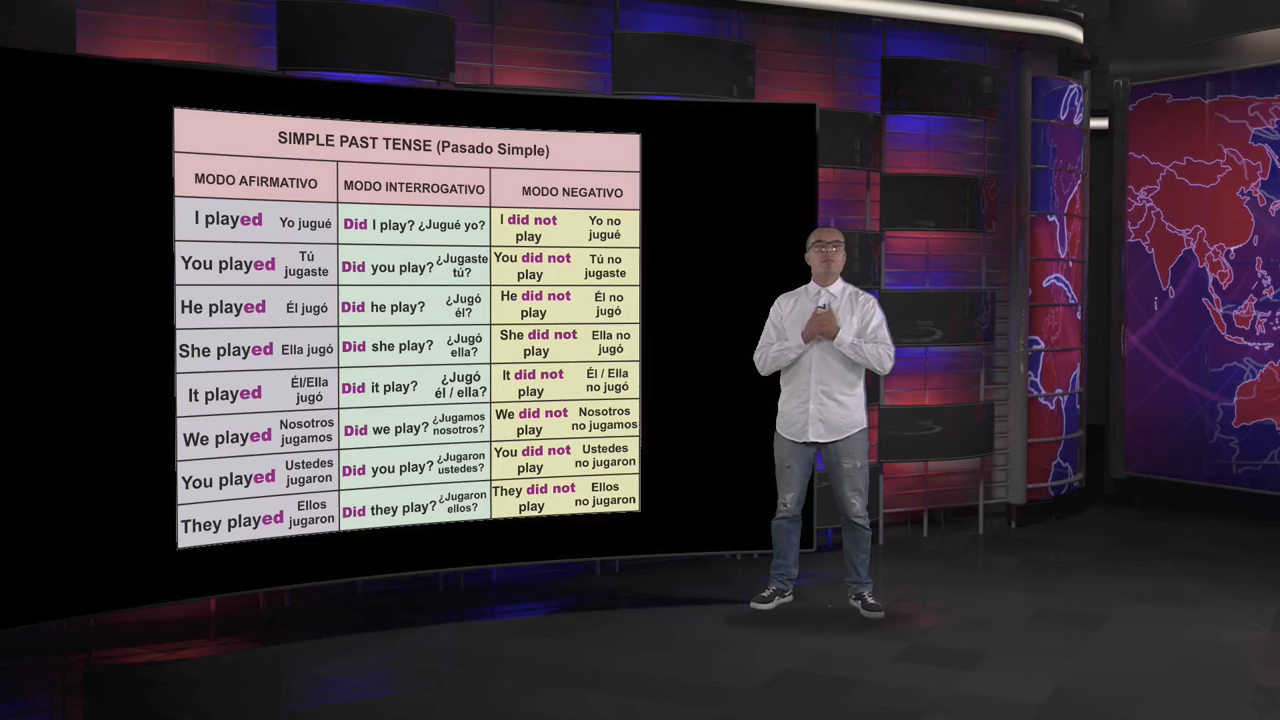 SIMPLE PAST TENSE (Pasado Simple)
MODO AFIRMATIVO MODO INTERROGATIVO MODO NEGATIVO
I played Yo jugué Did I play? ¿Jugué yo? I did not play Yo no jugué
You played Tú jugaste Did you play? ¿Jugaste tú? You did not play Tú no jugaste
He played Él jugó Did he play? ¿Jugó él? He did not play Él no jugó
She played Ella jugó Did she play? ¿Jugó ella? She did not play Ella no jugó
It played Él/Ella jugó Did it play? ¿Jugó él / ella? It did not play Él / Ella no jugó
We played Nosotros jugamos Did we play? ¿Jugamos nosotros? We did not play Nosotros no jugamos
You played Ustedes jugaron Did you play? ¿Jugaron ustedes? You did not play Ustedes no jugaron
They played Ellos jugaron Did they play? ¿Jugaron ellos? They did not play Ellos no jugaron